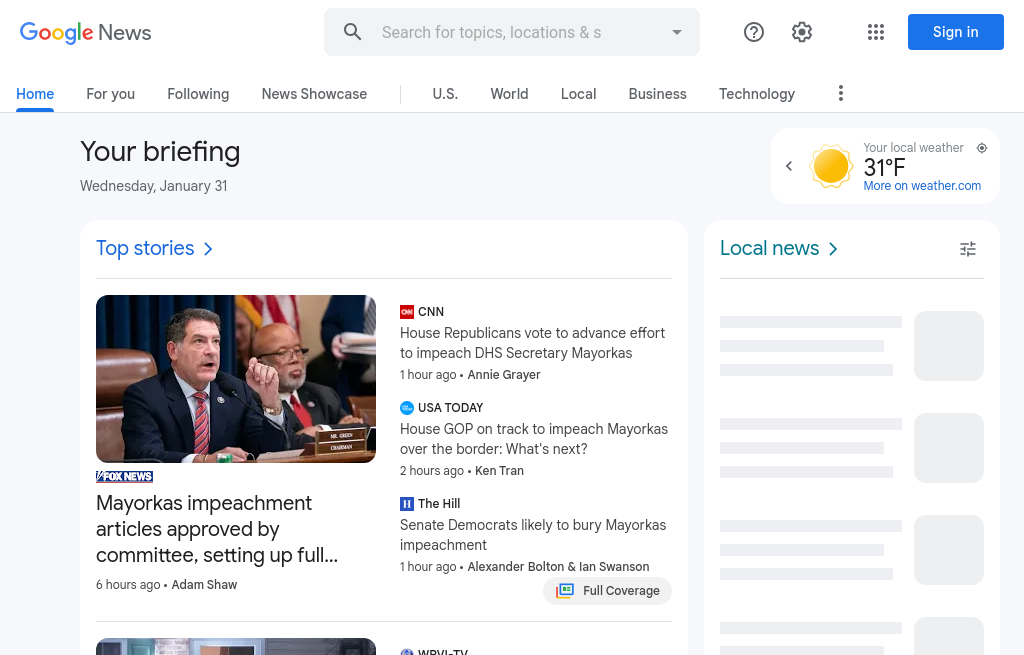 Google News
Search for topics, locations & s
Sign in
Home
For you
Following
News Showcase
U.S.
World
Local
Business
Technology
Your briefing
Wednesday, January 31
Your local weather
31°F
More on weather.com
Top stories
Local news
MR. GREEN
CHAIRMAN
FOX NEWS
Mayorkas impeachment
articles approved by
committee, setting up full...
6 hours ago • Adam Shaw
CNN
CNN
House Republicans vote to advance effort
to impeach DHS Secretary Mayorkas
1 hour ago • Annie Grayer
USA TODAY
House GOP on track to impeach Mayorkas
over the border: What's next?
2 hours ago • Ken Tran
H
The Hill
Senate Democrats likely to bury Mayorkas
impeachment
1 hour ago • Alexander Bolton & Ian Swanson
Full Coverage
WPVI-TV